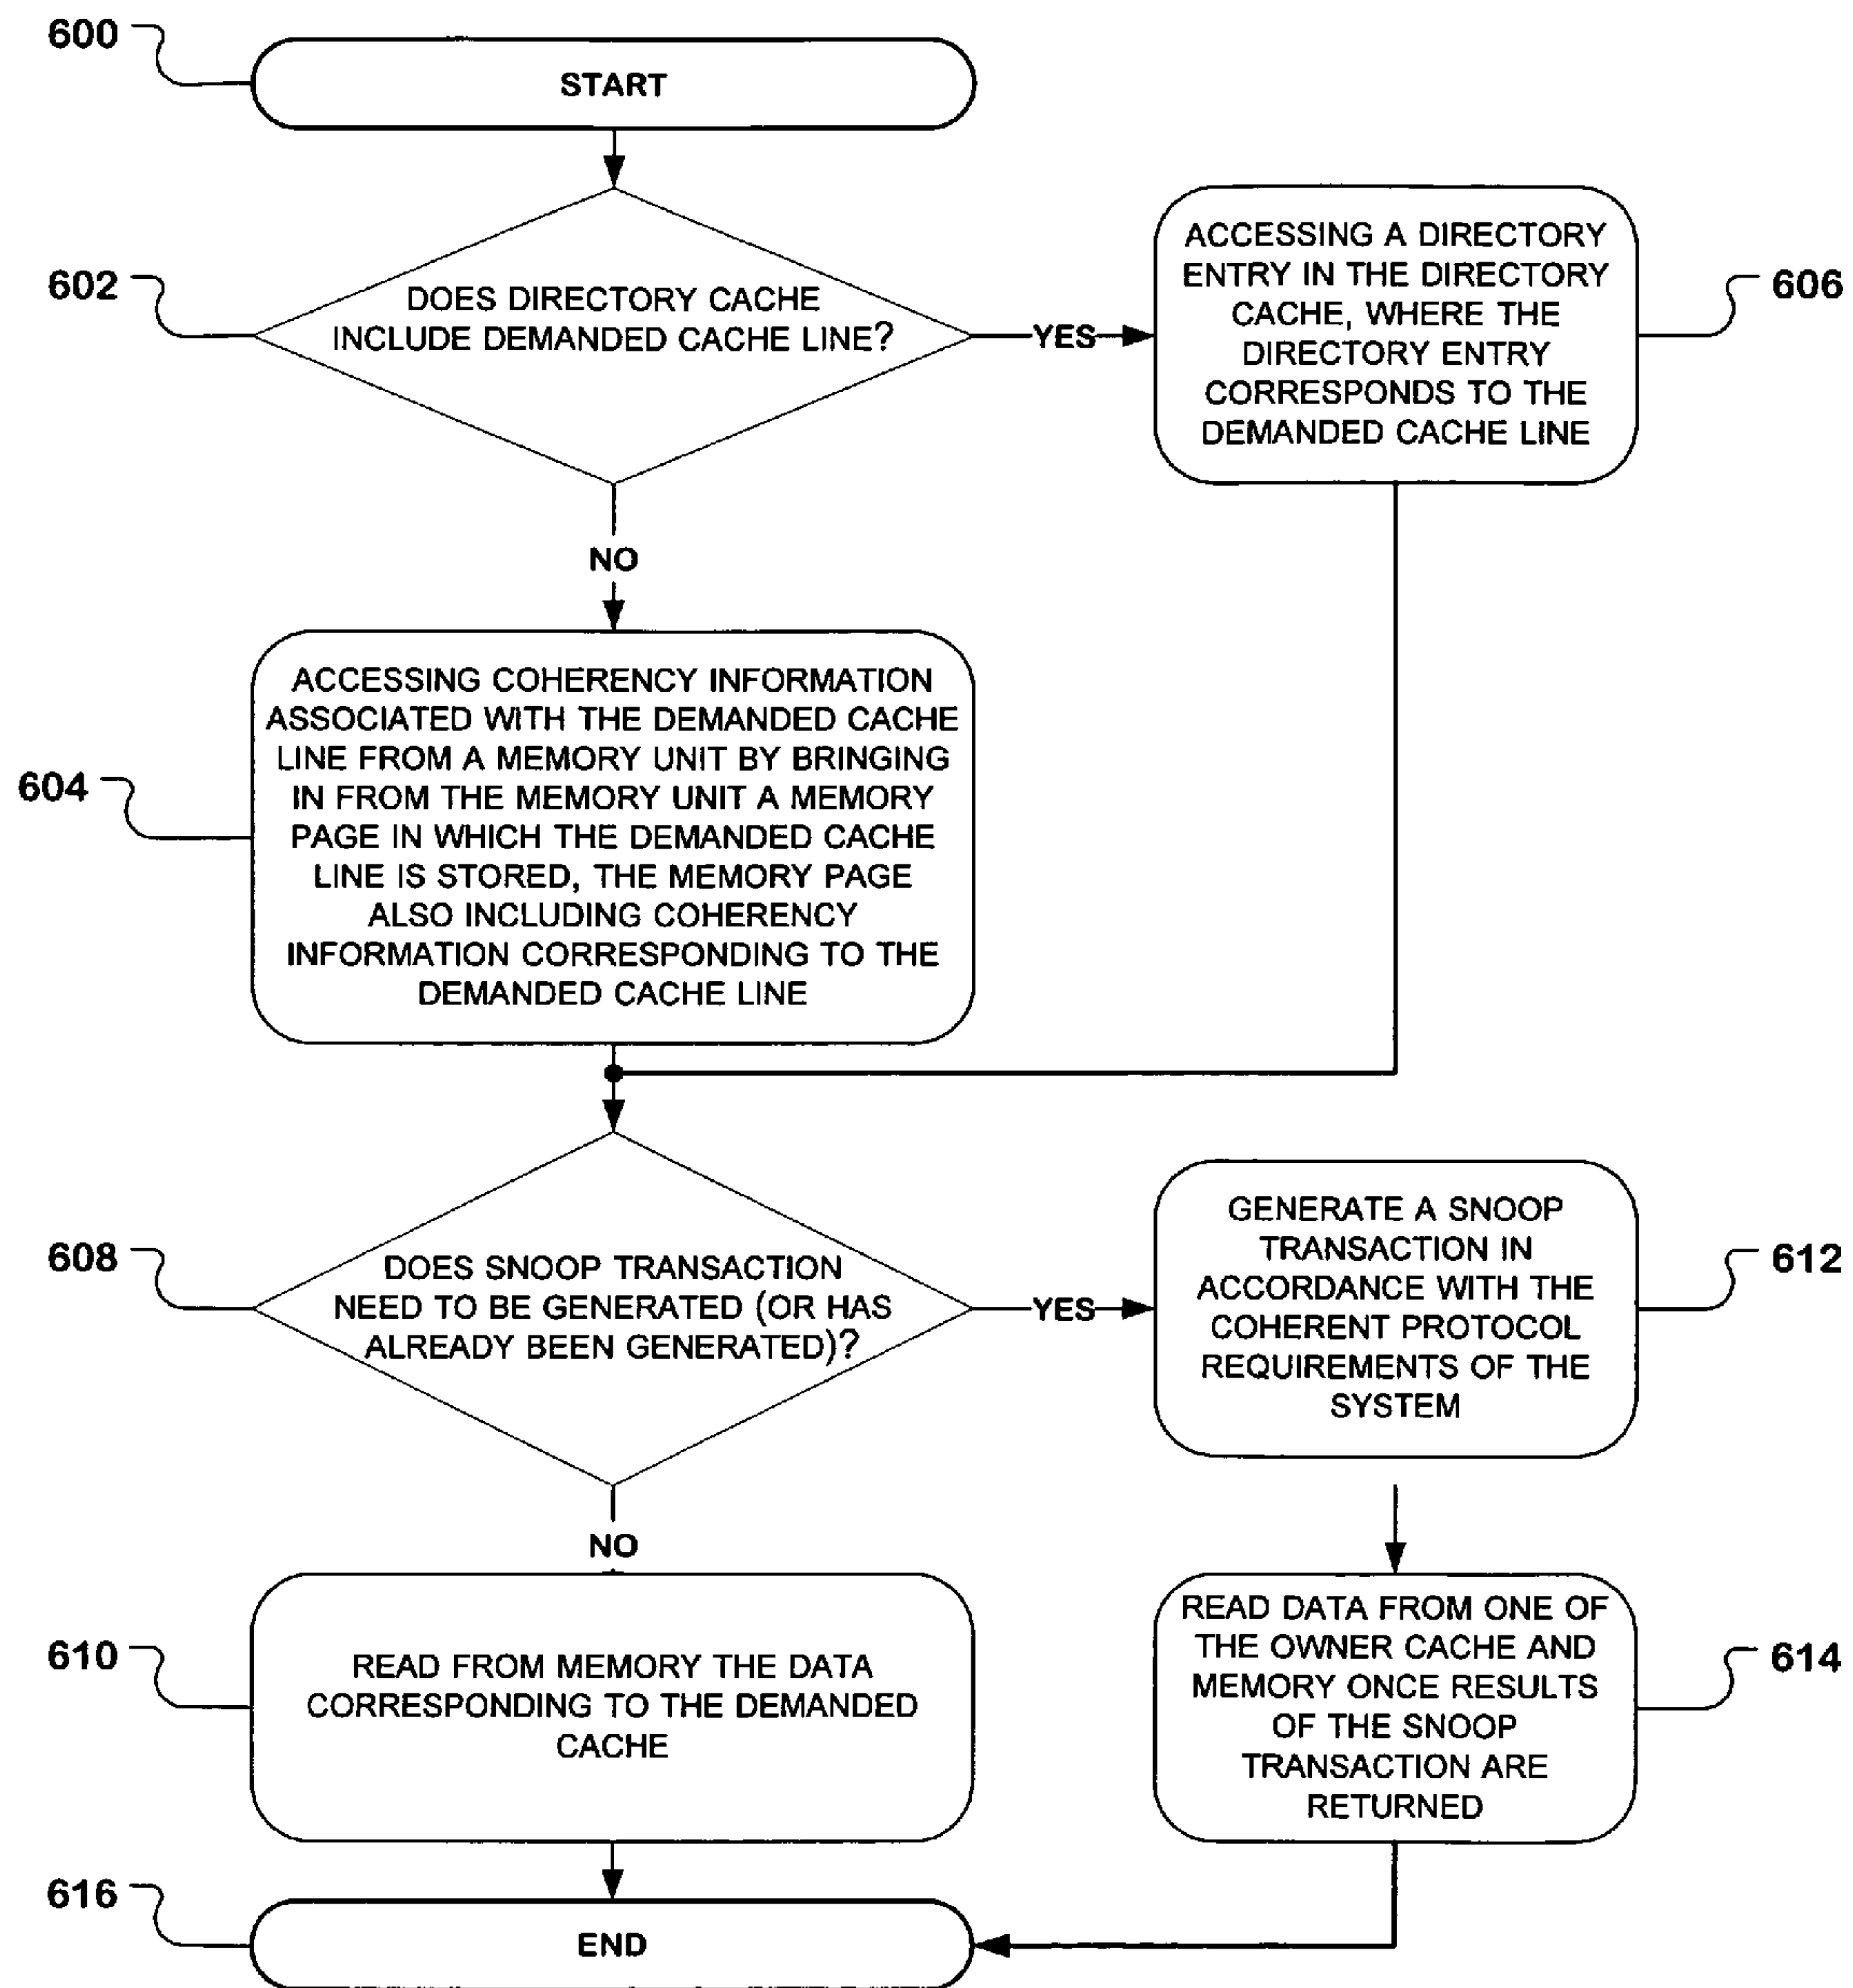 600
START
602
DOES DIRECTORY CACHE
INCLUDE DEMANDED CACHE LINE?
YES
ACCESSING A DIRECTORY
ENTRY IN THE DIRECTORY
CACHE, WHERE THE
DIRECTORY ENTRY
CORRESPONDS TO THE
DEMANDED CACHE LINE
606
NO
604
ACCESSING COHERENCY INFORMATION
ASSOCIATED WITH THE DEMANDED CACHE
LINE FROM A MEMORY UNIT BY BRINGING
IN FROM THE MEMORY UNIT A MEMORY
PAGE IN WHICH THE DEMANDED CACHE
LINE IS STORED, THE MEMORY PAGE
ALSO INCLUDING COHERENCY
INFORMATION CORRESPONDING TO THE
DEMANDED CACHE LINE
608
DOES SNOOP TRANSACTION
NEED TO BE GENERATED (OR HAS
ALREADY BEEN GENERATED)?
YES
GENERATE A SNOOP
TRANSACTION IN
ACCORDANCE WITH THE
COHERENT PROTOCOL
REQUIREMENTS OF THE
SYSTEM
612
NO
610
READ FROM MEMORY THE DATA
CORRESPONDING TO THE DEMANDED
CACHE
READ DATA FROM ONE OF
THE OWNER CACHE AND
MEMORY ONCE RESULTS
OF THE SNOOP
TRANSACTION ARE
RETURNED
614
616
END